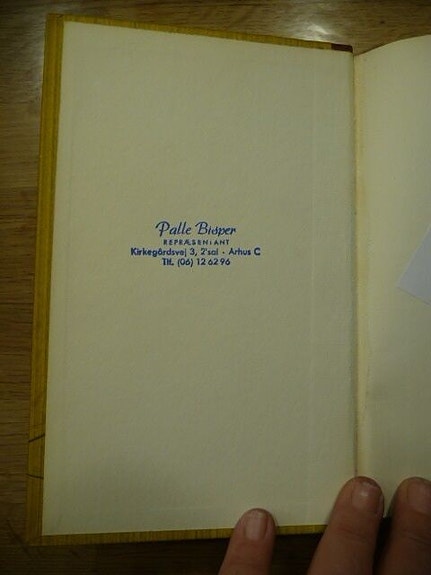 Palle Bisper
REPRÆSENTANT
Kirkegårdsvej 3, 2'sal - Århus C
Tlf. (06) 12 62 96